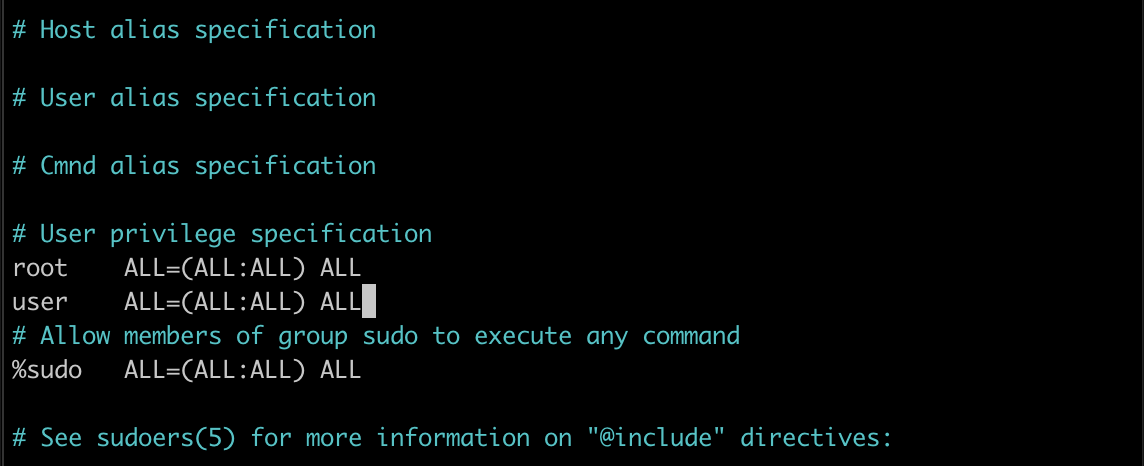 # Host alias specification
# User alias specification
# Cmnd alias specification
# User privilege specification
root    ALL=(ALL:ALL) ALL
user    ALL=(ALL:ALL) ALL
# Allow members of group sudo to execute any command
%sudo   ALL=(ALL:ALL) ALL
# See sudoers(5) for more information on "@include" directives: